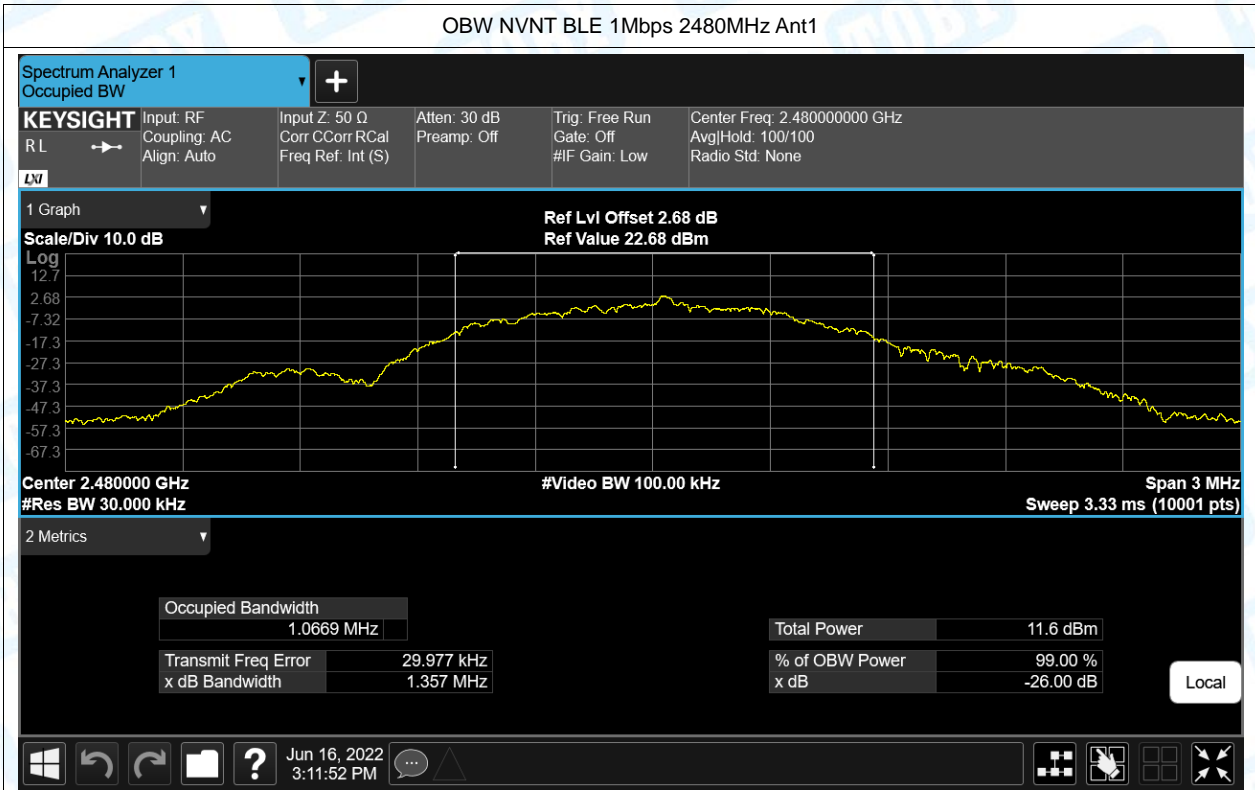 OBW NVNT BLE 1Mbps 2480MHz Ant1
Spectrum Analyzer 1
Occupied BW
KEYSIGHT
RL
LXI
Input: RF
Coupling: AC
Align: Auto
Input Z: 50 Ω
Corr CCorr RCal
Freq Ref: Int (S)
Atten: 30 dB
Preamp: Off
Trig: Free Run
Gate: Off
#IF Gain: Low
Center Freq: 2.480000000 GHz
Avg|Hold: 100/100
Radio Std: None
1 Graph
Scale/Div 10.0 dB
Ref Lvl Offset 2.68 dB
Ref Value 22.68 dBm
Log
12.7
2.68
-7.32
-17.3
-27.3
-37.3
-47.3
-57.3
-67.3
Center 2.480000 GHz
#Res BW 30.000 kHz
#Video BW 100.00 kHz
Span 3 MHz
Sweep 3.33 ms (10001 pts)
2 Metrics
Occupied Bandwidth
1.0669 MHz
Transmit Freq Error 29.977 kHz
x dB Bandwidth 1.357 MHz
Total Power 11.6 dBm
% of OBW Power 99.00 %
x dB -26.00 dB
Local
?
Jun 16, 2022
3:11:52 PM